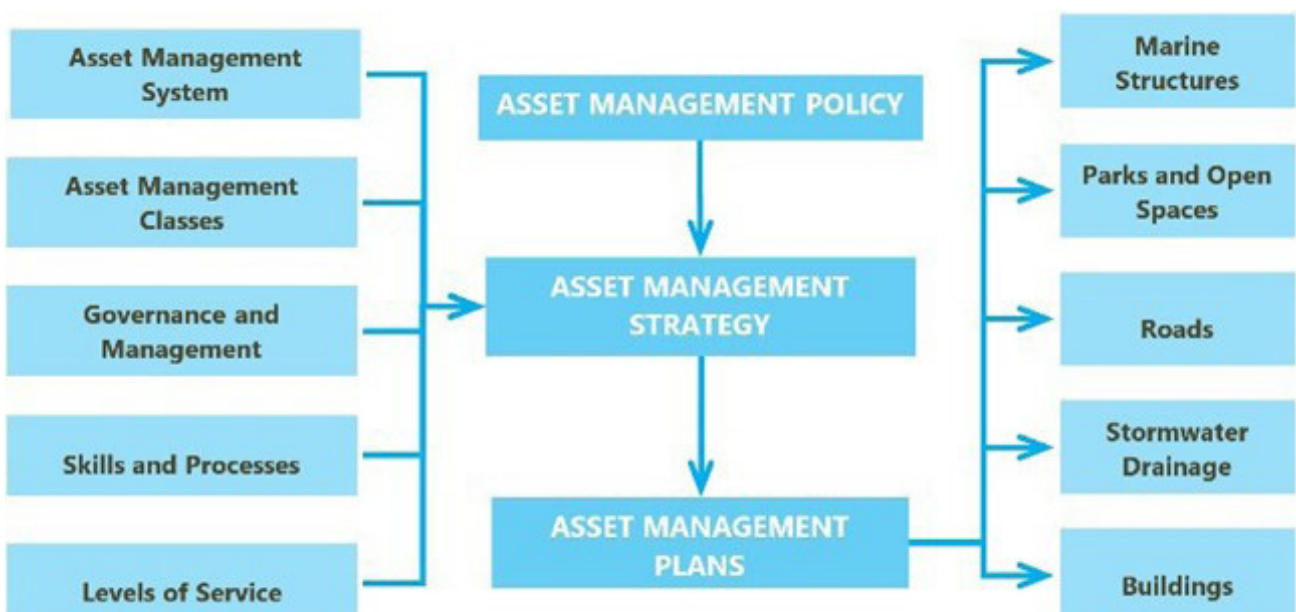 Asset Management
System
Asset Management
Classes
Governance and
Management
Skills and Processes
Levels of Service
ASSET MANAGEMENT POLICY
ASSET MANAGEMENT
STRATEGY
ASSET MANAGEMENT
PLANS
Marine
Structures
Parks and Open
Spaces
Roads
Stormwater
Drainage
Buildings